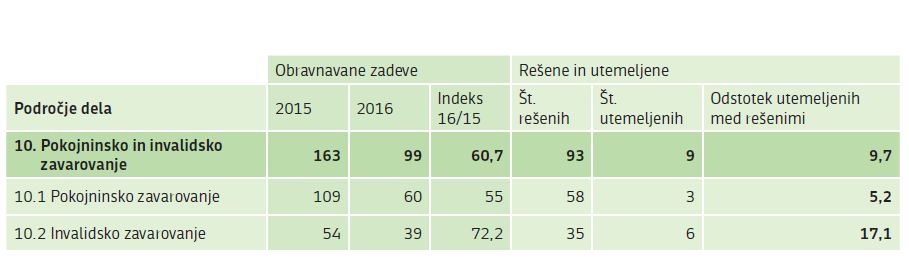 Obravnavane zadeve Rešene in utemeljene
Področje dela 2015 2016 Indeks 16/15 Št. rešenih Št. utemeljenih Odstotek utemeljenih med rešenimi
10. Pokojninsko in invalidsko zavarovanje 163 99 60,7 93 9 9,7
10.1 Pokojninsko zavarovanje 109 60 55 58 3 5,2
10.2 Invalidsko zavarovanje 54 39 72,2 35 6 17,1